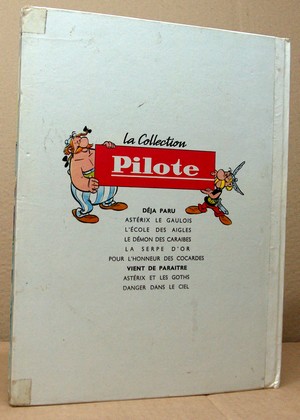 La Collection
Pilote
DÉJA PARU
ASTÉRIX LE GAULOIS
L'ÉCOLE DES AIGLES
LE DÉMON DES CARAIBES
LA SERPE D'OR
POUR L'HONNEUR DES COCARDES
VIENT DE PARAITRE
ASTÉRIX ET LES GOTHS
DANGER DANS LE CIEL